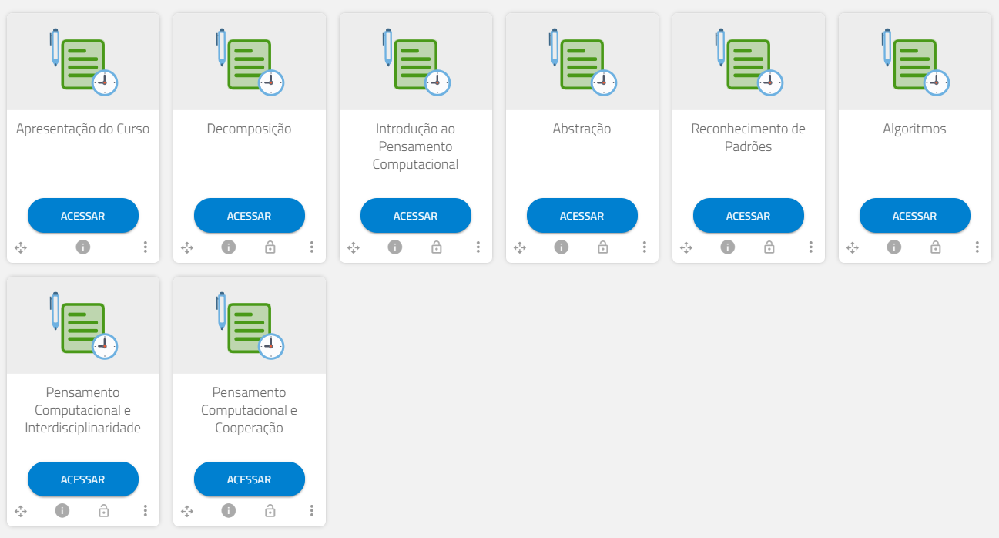 Apresentação do Curso
ACESSAR
Decomposição
ACESSAR
Introdução ao
Pensamento
Computacional
ACESSAR
Abstração
ACESSAR
Reconhecimento de
Padrões
ACESSAR
Algoritmos
ACESSAR
Pensamento
Computacional e
Interdisciplinaridade
ACESSAR
Pensamento
Computacional e
Cooperação
ACESSAR